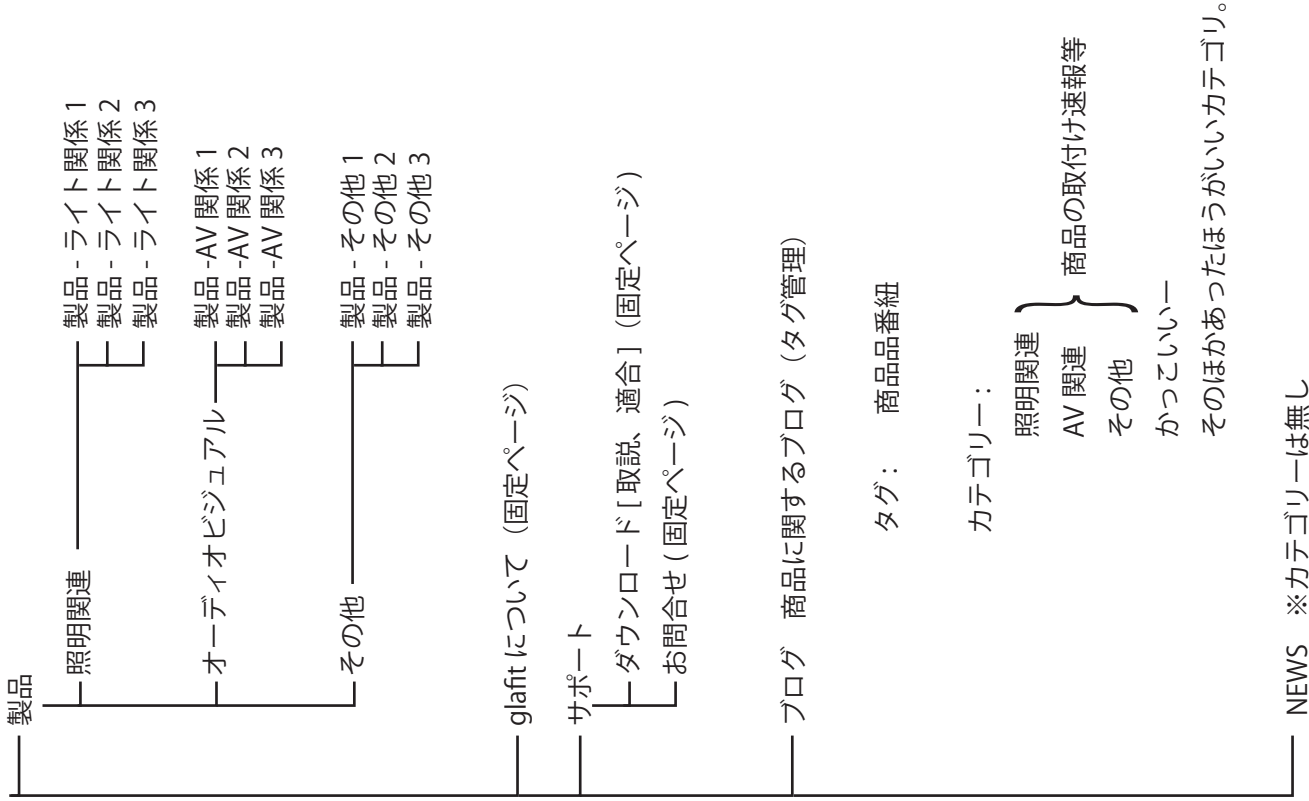 製品
照明関連
製品 - ライト関係 1
製品 - ライト関係 2
製品 - ライト関係 3
オーディオビジュアル
製品 -AV 関係 1
製品 -AV 関係 2
製品 -AV 関係 3
その他
製品 - その他 1
製品 - その他 2
製品 - その他 3
glafit について（固定ページ）
サポート
ダウンロード [ 取説、適合 ]（固定ページ )
お問合せ ( 固定ページ )
ブログ　商品に関するブログ（タグ管理）
タグ：　商品品番紐
カテゴリー：
照明関連
AV 関連
その他
商品の取付け速報等
かっこいいー
そのほかあったほうがいいカテゴリ。
NEWS　※カテゴリーは無し